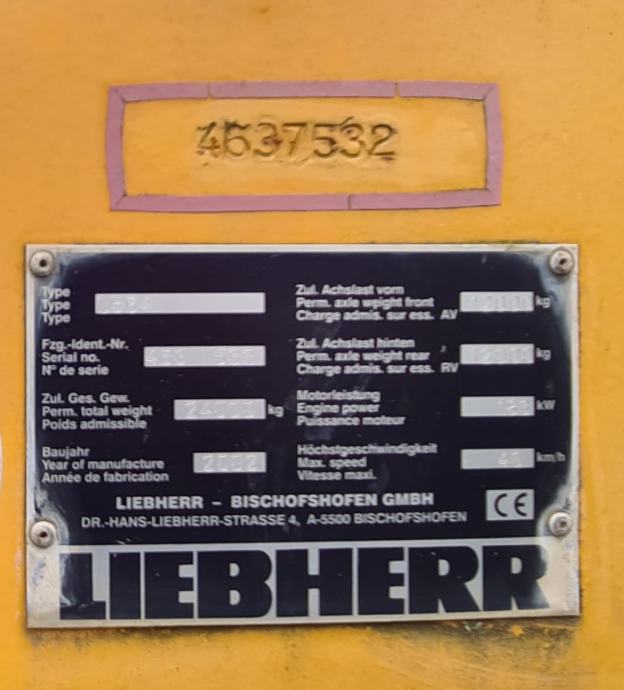 4637532
Type
Type
Type
Zul. Achslast vorn
Perm. axle weight front
Charge admis. sur ess. AV
kg
Fzg.-Ident.-Nr.
Serial no.
N° de serie
Zul. Achslast hinten
Perm. axle weight rear
Charge admis. sur ess. RV
kg
Zul. Ges. Gew.
Perm. total weight
Poids admissible
kg
Motorleistung
Engine power
Puissance moteur
kW
Baujahr
Year of manufacture
Année de fabrication
2002
Höchstgeschwindigkeit
Max. speed
Vitesse maxi.
40 km/h
LIEBHERR – BISCHOFSHOFEN GMBH
DR.-HANS-LIEBHERR-STRASSE 4, A-5500 BISCHOFSHOFEN
CE
LIEBHERR